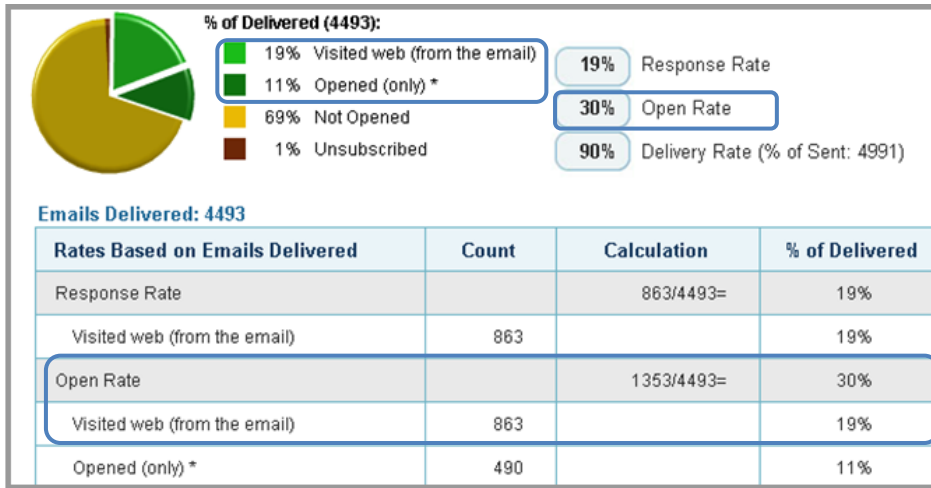 % of Delivered (4493):
19% Visited web (from the email)
11% Opened (only) *
69% Not Opened
1% Unsubscribed
19% Response Rate
30% Open Rate
90% Delivery Rate (% of Sent: 4991)
Emails Delivered: 4493
Rates Based on Emails Delivered Count Calculation % of Delivered
Response Rate 863/4493= 19%
Visited web (from the email) 863 19%
Open Rate 1353/4493= 30%
Visited web (from the email) 863 19%
Opened (only) * 490 11%